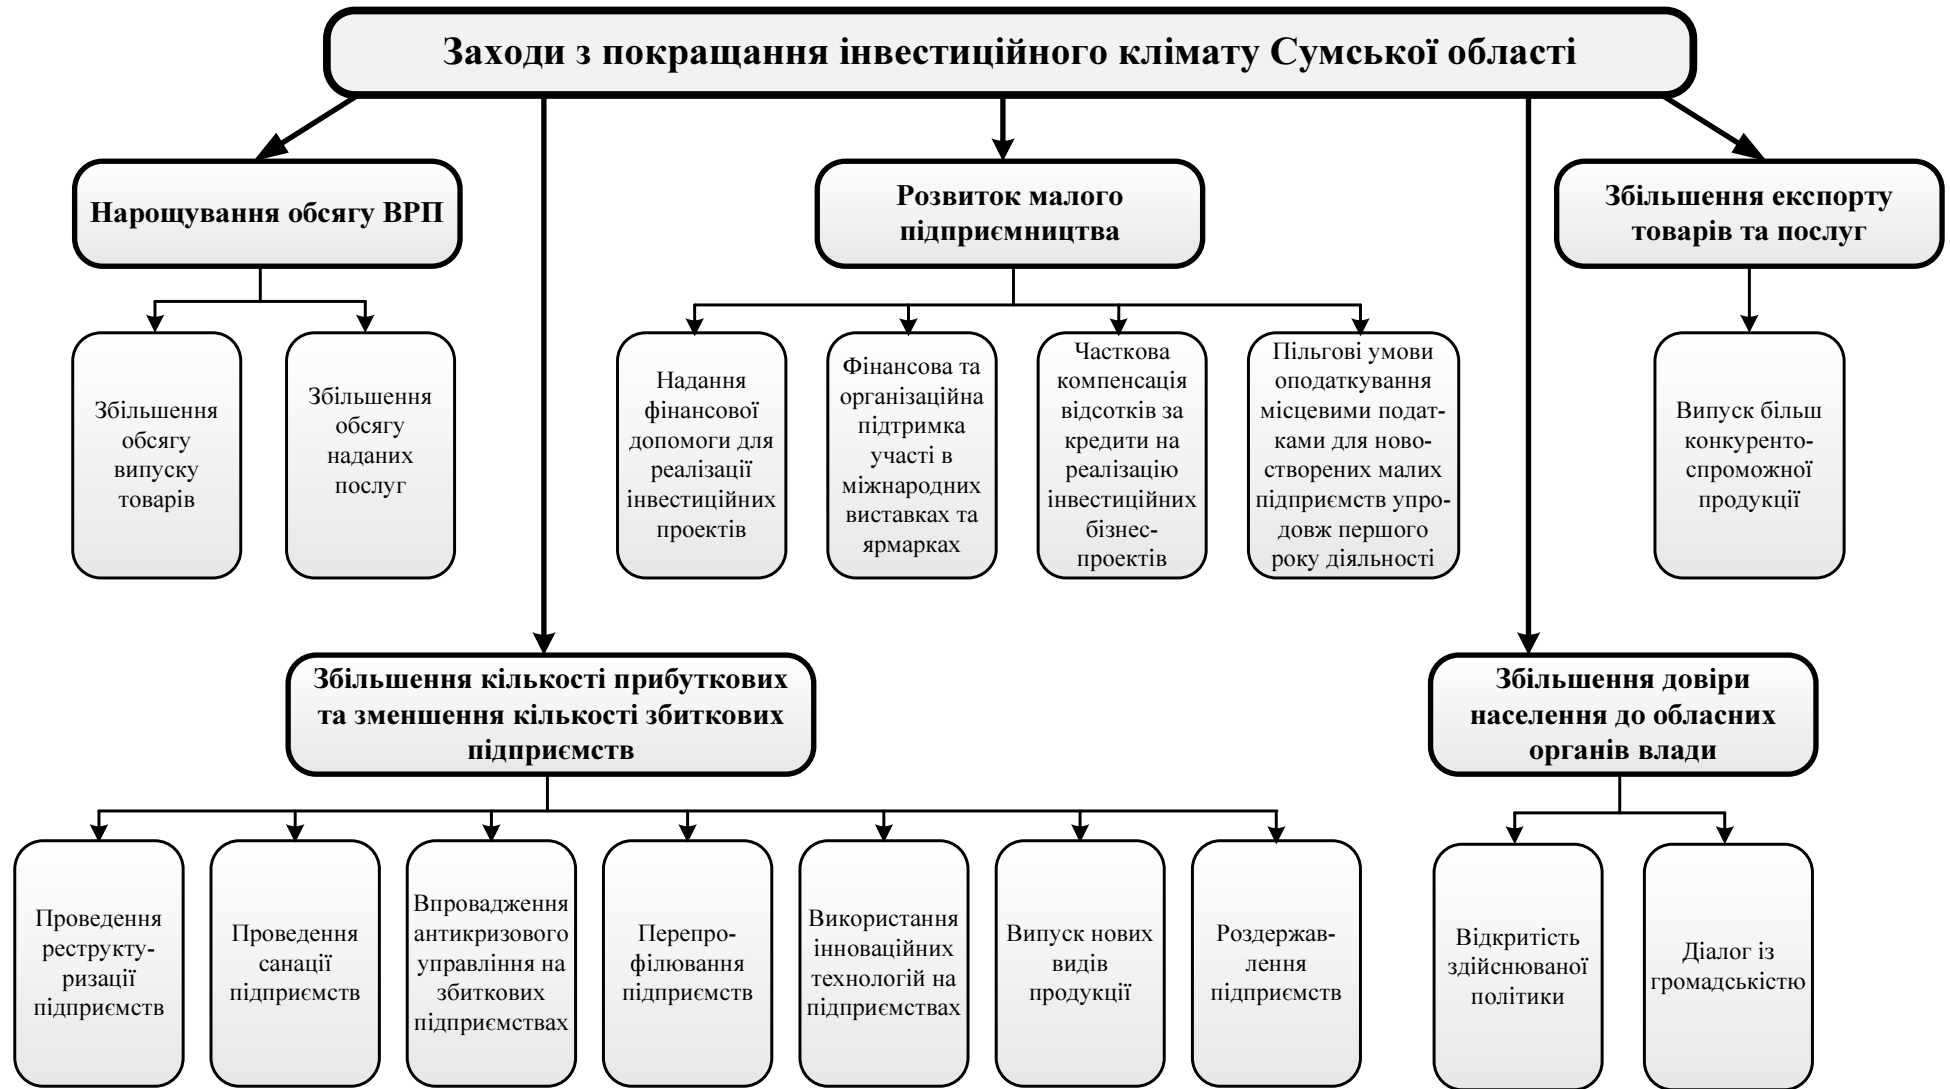 Заходи з покращання інвестиційного клімату Сумської області
Нарощування обсягу ВРП
Розвиток малого
підприємництва
Збільшення експорту
товарів та послуг
Збільшення
обсягу
випуску
товарів
Збільшення
обсягу
наданих
послуг
Надання
фінансової
допомоги для
реалізації
інвестиційних
проектів
Фінансова та
організаційна
підтримка
участі в
міжнародних
виставках та
ярмарках
Часткова
компенсація
відсотків за
кредити на
реалізацію
інвестиційних
бізнес-
проектів
Пільгові умови
оподаткування
місцевими подат-
ками для ново-
створених малих
підприємств упро-
довж першого
року діяльності
Випуск більш
конкуренто-
спроможної
продукції
Збільшення кількості прибуткових
та зменшення кількості збиткових
підприємств
Збільшення довіри
населення до обласних
органів влади
Проведення
реструкту-
ризації
підприємств
Проведення
санації
підприємств
Впровадження
антикризового
управління на
збиткових
підприємствах
Перепро-
філювання
підприємств
Використання
інноваційних
технологій на
підприємствах
Випуск нових
видів
продукції
Роздержав-
лення
підприємств
Відкритість
здійснюваної
політики
Діалог із
громадськістю